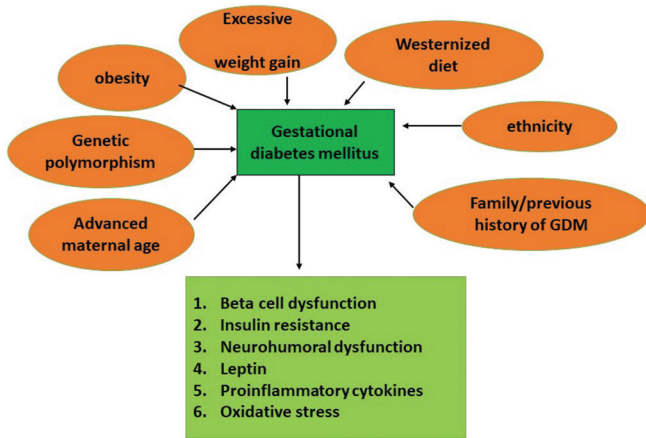 Excessive
weight gain
Westernized
diet
obesity
ethnicity
Gestational
diabetes mellitus
Genetic
polymorphism
Family/previous
history of GDM
Advanced
maternal age
1. Beta cell dysfunction
2. Insulin resistance
3. Neurohumoral dysfunction
4. Leptin
5. Proinflammatory cytokines
6. Oxidative stress